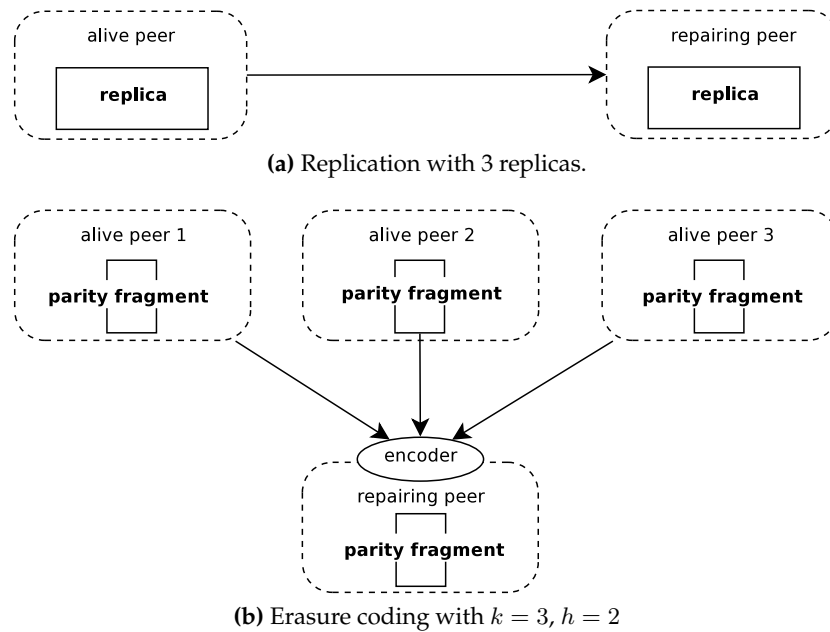 alive peer
repairing peer
replica
replica
(a) Replication with 3 replicas.
alive peer 1
alive peer 2
alive peer 3
parity fragment
parity fragment
parity fragment
encoder
repairing peer
parity fragment
(b) Erasure coding with k = 3, h = 2